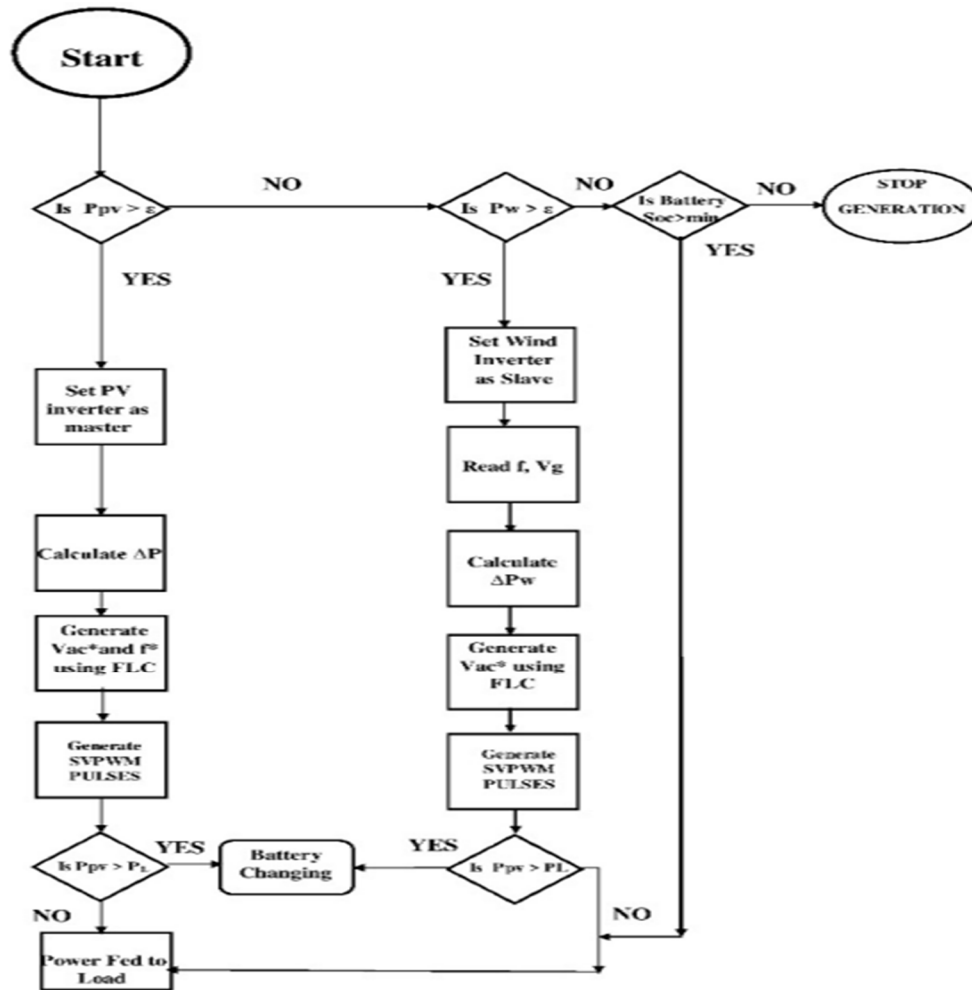 Start
NO
NO
NO
Is Ppv > ε
Is Pw > ε
Is Battery
Soc>min
STOP
GENERATION
YES
YES
YES
Set PV
inverter as
master
Set Wind
Inverter
as Slave
Read f, Vg
Calculate ΔP
Calculate
ΔPw
Generate
Vac*and f*
using FLC
Generate
Vac* using
FLC
Generate
SVPWM
PULSES
Generate
SVPWM
PULSES
Is Ppv > PL
YES
Battery
Changing
YES
Is Ppv > PL
NO
NO
Power Fed to
Load